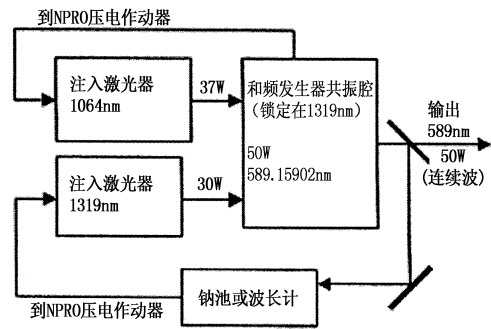 到NPRO压电作动器
注入激光器
1064nm
37W
和频发生器共振腔
(锁定在1319nm)
50W
589.15902nm
输出
589nm
50W
(连续波)
注入激光器
1319nm
30W
到NPRO压电作动器
钠池或波长计